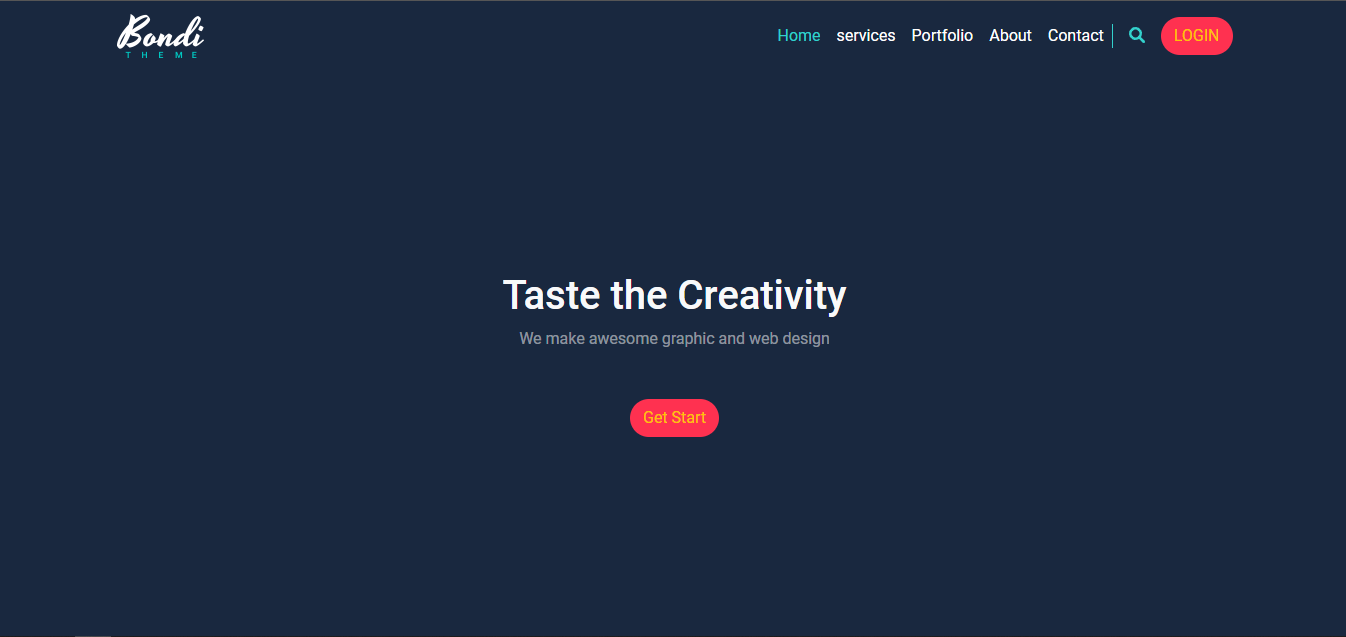 Bondi
THEME
Home services Portfolio About Contact LOGIN
Taste the Creativity
We make awesome graphic and web design
Get Start